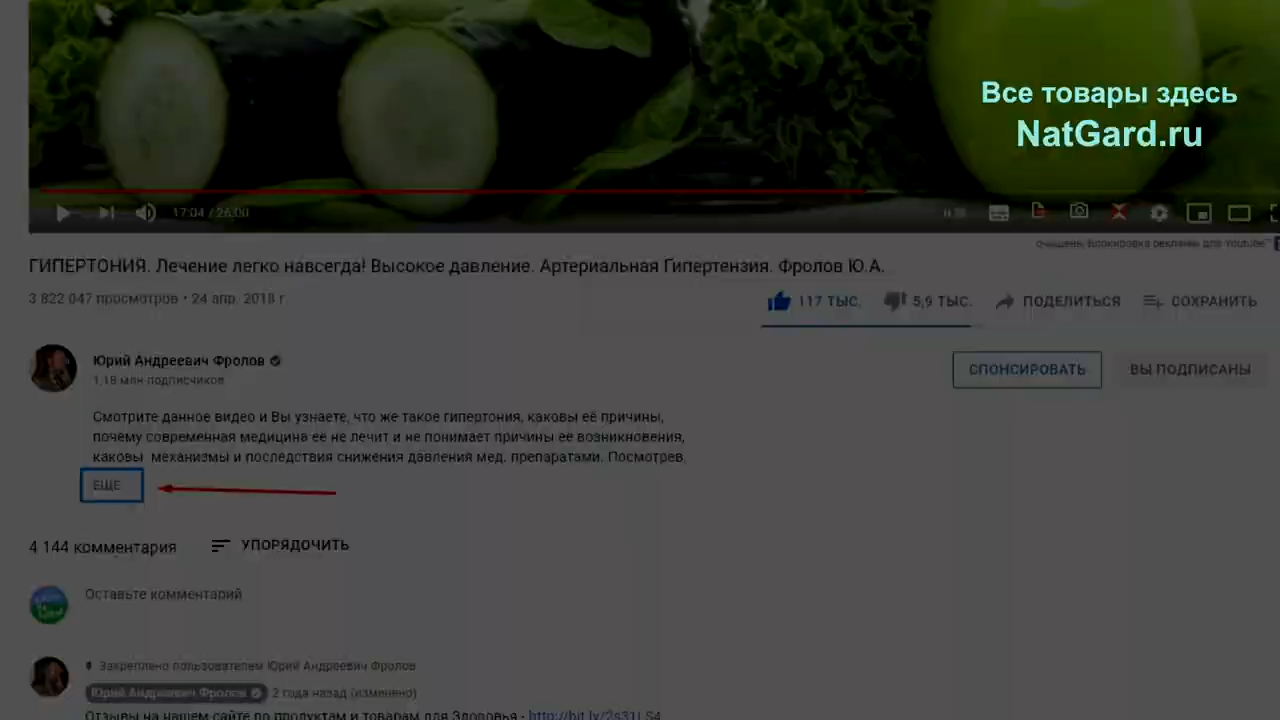 Все товары здесь
NatGard.ru
17:04 / 26:00
ГИПЕРТОНИЯ. Лечение легко навсегда! Высокое давление. Артериальная Гипертензия. Фролов Ю.А.
3 822 047 просмотров • 24 апр. 2018 г.
117 ТЫС. 5,9 ТЫС. ПОДЕЛИТЬСЯ СОХРАНИТЬ
Юрий Андреевич Фролов
1,18 млн подписчиков
СПОНСИРОВАТЬ ВЫ ПОДПИСАНЫ
Смотрите данное видео и Вы узнаете, что же такое гипертония, каковы её причины,
почему современная медицина ее не лечит и не понимает причины ее возникновения,
каковы механизмы и последствия снижения давления мед. препаратами. Посмотрев
ЕЩЕ
4 144 комментария УПОРЯДОЧИТЬ
Оставьте комментарий
Закреплено пользователем Юрий Андреевич Фролов
Юрий Андреевич Фролов 2 года назад (изменено)
Отзывы на нашем сайте по продуктам и товарам для Здоровья -